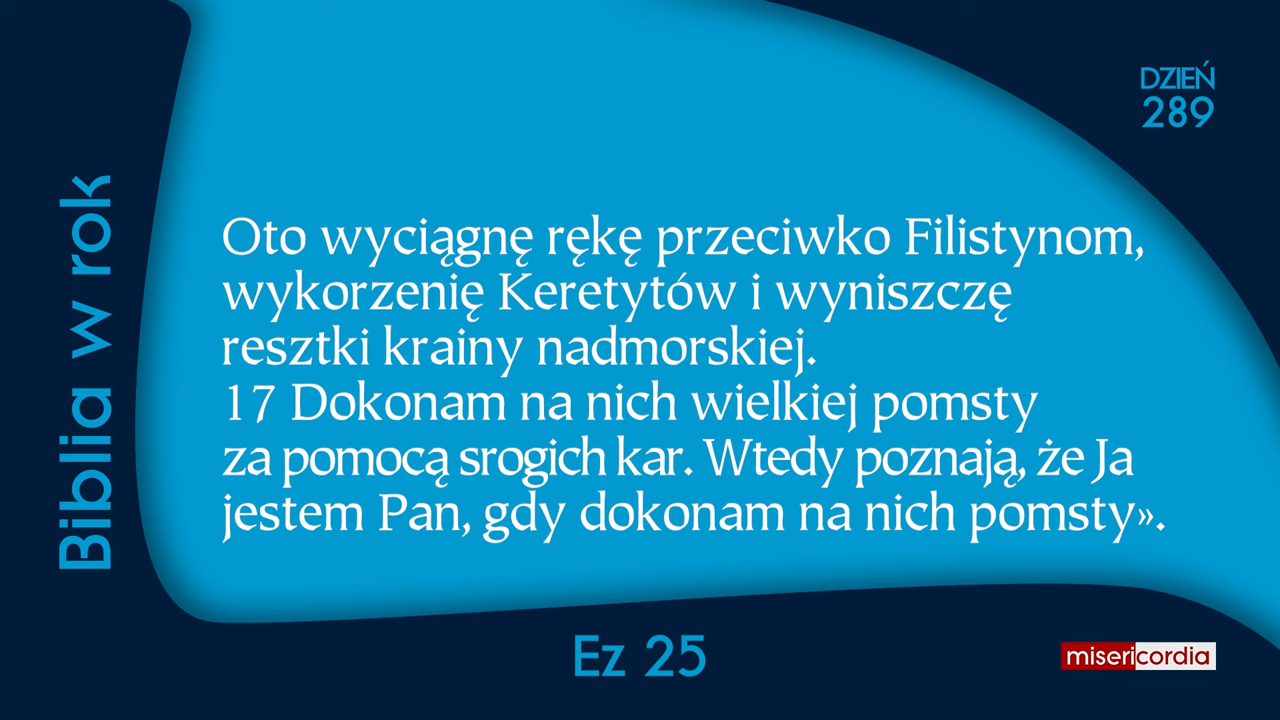 DZIEŃ
289
Biblia w rok
Oto wyciągnę rękę przeciwko Filistynom,
wykorzenię Keretytów i wyniszczę
resztki krainy nadmorskiej.
17 Dokonam na nich wielkiej pomsty
za pomocą srogich kar. Wtedy poznają, że Ja
jestem Pan, gdy dokonam na nich pomsty».
Ez 25
misericordia